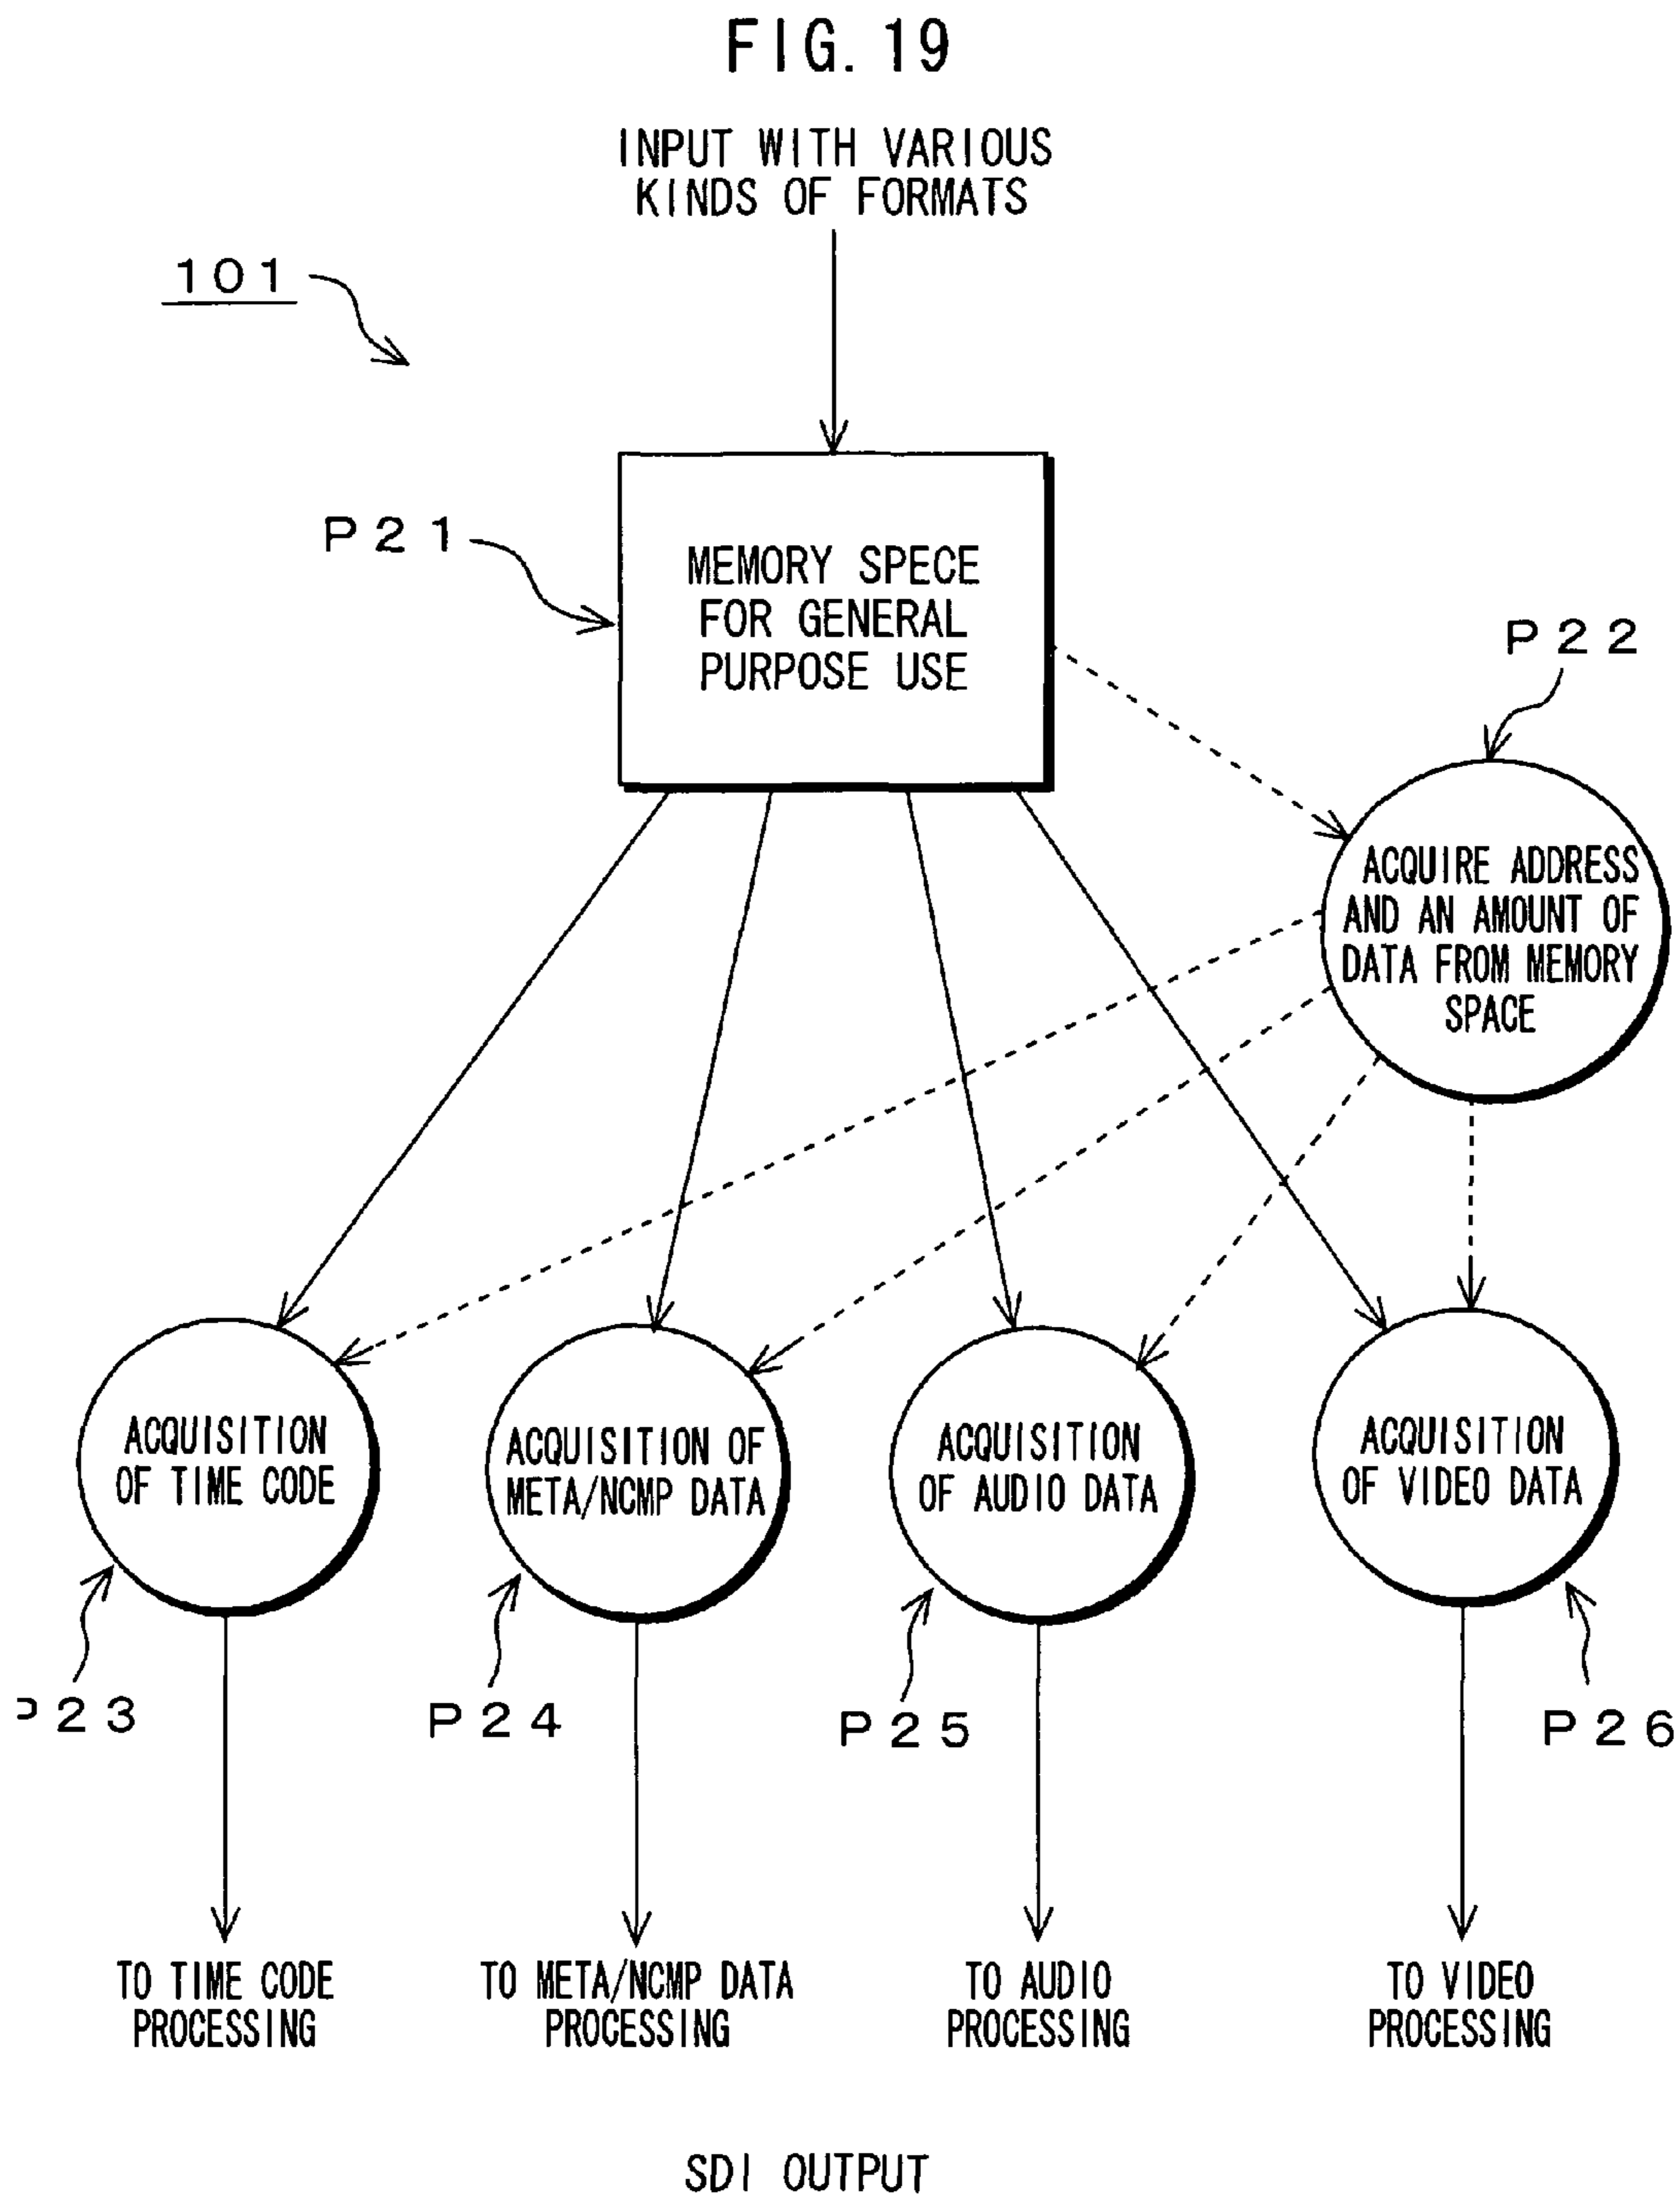 FIG. 19
INPUT WITH VARIOUS
KINDS OF FORMATS
101
P21
MEMORY SPECE
FOR GENERAL
PURPOSE USE
P22
ACQUIRE ADDRESS
AND AN AMOUNT OF
DATA FROM MEMORY
SPACE
ACQUISITION
OF TIME CODE
ACQUISITION OF
META/NCMP DATA
ACQUISITION
OF AUDIO DATA
ACQUISITION
OF VIDEO DATA
P23
P24
P25
P26
TO TIME CODE
PROCESSING
TO META/NCMP DATA
PROCESSING
TO AUDIO
PROCESSING
TO VIDEO
PROCESSING
SDI OUTPUT